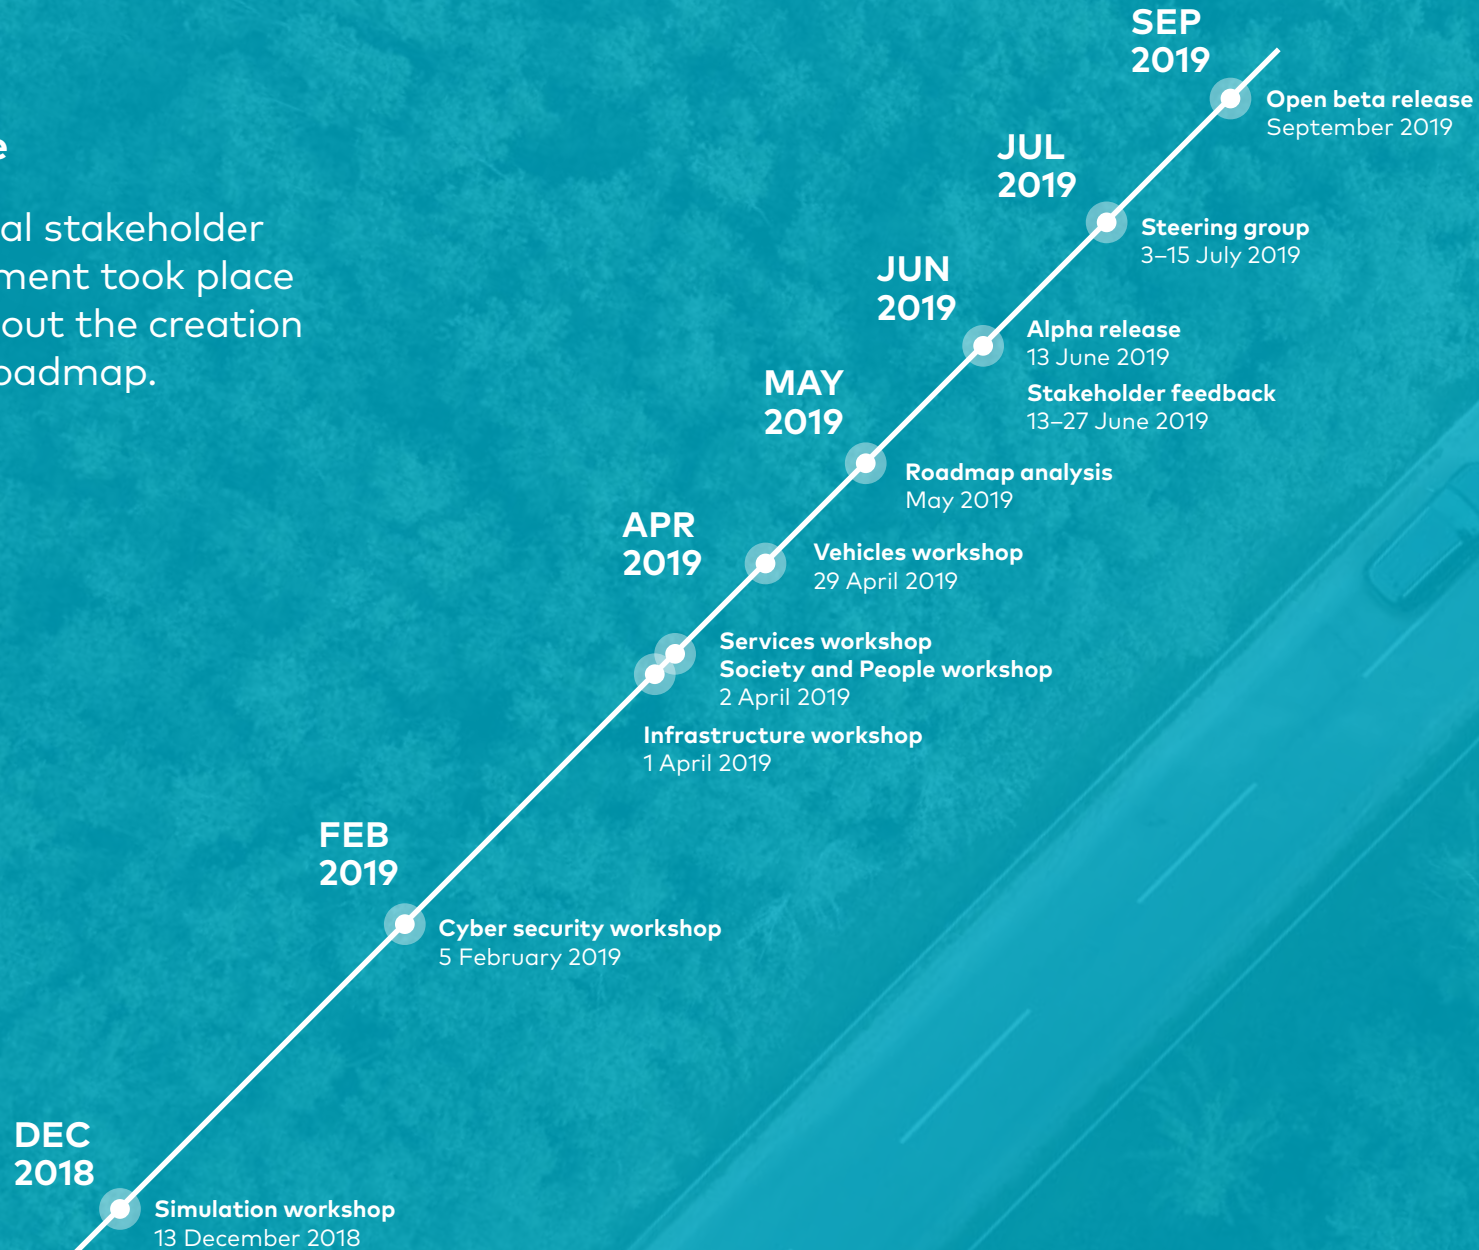 al stakeholder
ment took place
out the creation
oadmap.
SEP
2019
Open beta release
September 2019
JUL
2019
Steering group
3–15 July 2019
JUN
2019
Alpha release
13 June 2019
Stakeholder feedback
13–27 June 2019
MAY
2019
Roadmap analysis
May 2019
APR
2019
Vehicles workshop
29 April 2019
Services workshop
Society and People workshop
2 April 2019
Infrastructure workshop
1 April 2019
FEB
2019
Cyber security workshop
5 February 2019
DEC
2018
Simulation workshop
13 December 2018